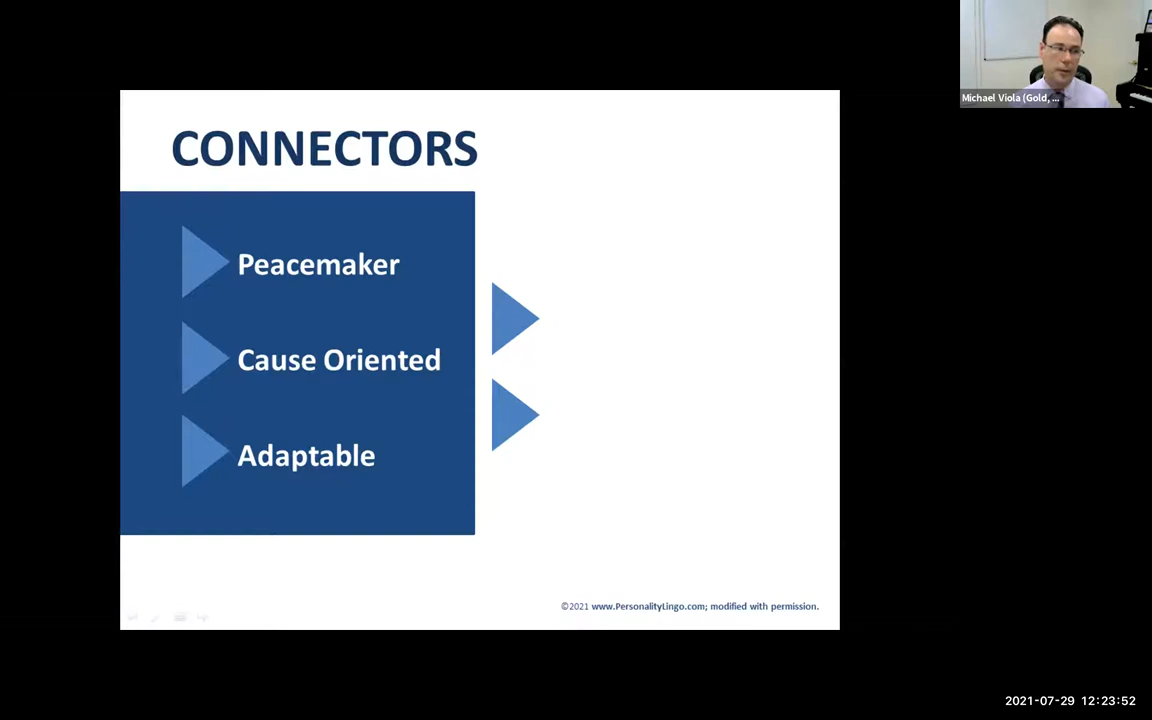 Michael Viola (Gold, ...
CONNECTORS
Peacemaker
Cause Oriented
Adaptable
©2021 www.PersonalityLingo.com; modified with permission.
2021-07-29 12:23:52